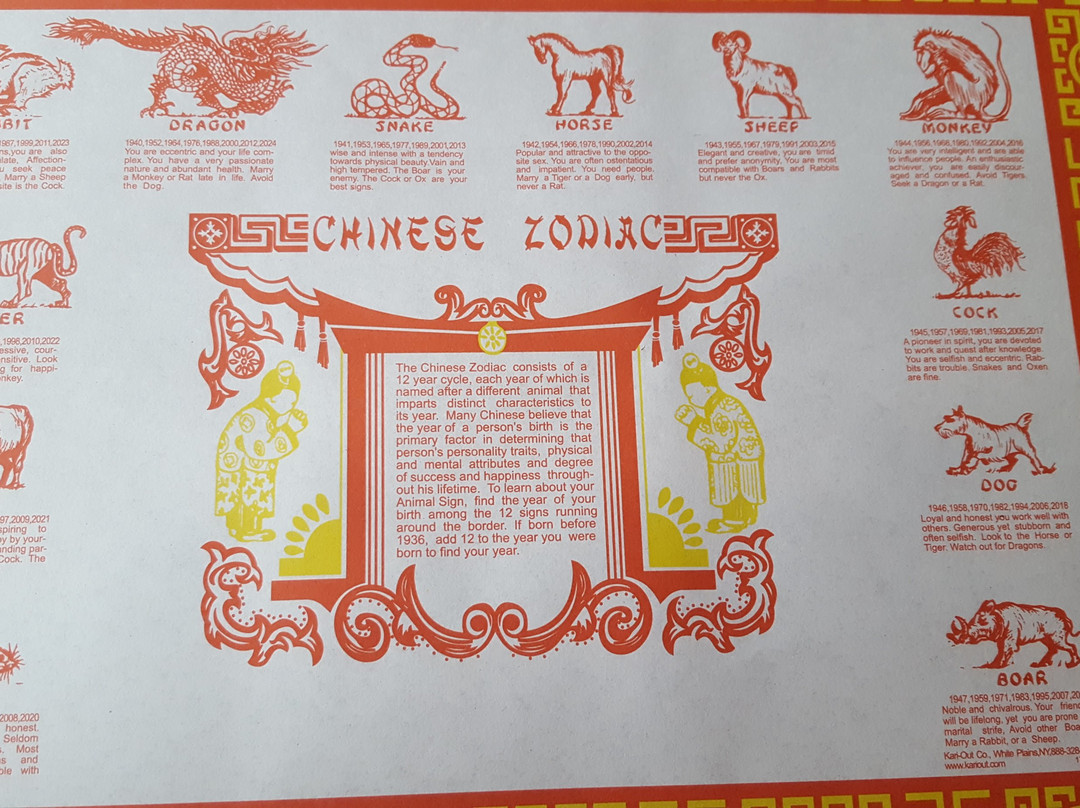 BIT
1987,1999,2011,2023
you are also
Affection-
seek peace
Marry a Sheep
is the Cock.
DRAGON
1940,1952,1964,1976,1988,2000,2012,2024
You are eccentric and your life com-
plex. You have a very passionate
nature and abundant health. Marry
a Monkey or Rat late in life. Avoid
the Dog.
SNAKE
1941,1953,1965,1977,1989,2001,2013
wise and intense with a tendency
towards physical beauty.Vain and
high tempered. The Boar is your
enemy. The Cock or Ox are your
best signs.
HORSE
1942,1954,1966,1978,1990,2002,2014
Popular and attractive to the oppo-
site sex. You are often ostentatious
and impatient. You need people.
Marry a Tiger or a Dog early, but
never a Rat.
SHEEP
1943,1955,1967,1979,1991,2003,2015
Elegant and creative, you are timid
and prefer anonymity. You are most
compatible with Boars and Rabbits
but never the Ox.
MONKEY
1944,1956,1968,1980,1992,2004,2016
You are very intelligent and are able
to influence people. An enthusiastic
achiever, you are easily discour-
aged and confused. Avoid Tigers.
Seek a Dragon or a Rat.
CHINESE ZODIAC
ER
1998,2010,2022
cour-
Look
for happi-
COCK
1945,1957,1969,1981,1993,2005,2017
A pioneer in spirit, you are devoted
to work and quest after knowledge.
You are selfish and eccentric. Rab-
bits are trouble. Snakes and Oxen
are fine.
The Chinese Zodiac consists of a
12 year cycle, each year of which is
named after a different animal that
imparts distinct characteristics to
its year. Many Chinese believe that
the year of a person's birth is the
primary factor in determining that
person's personality traits, physical
and mental attributes and degree
of success and happiness through-
out his lifetime. To learn about your
Animal Sign, find the year of your
birth among the 12 signs running
around the border. If born before
1936, add 12 to the year you were
born to find your year.
DOG
1946,1958,1970,1982,1994,2006,2018
Loyal and honest you work well with
others. Generous yet stubborn and
often selfish. Look to the Horse or
Tiger. Watch out for Dragons.
2009,2021
to
by your-
par-
Cock. The
BOAR
1947,1959,1971,1983,1995,2007,20
Noble and chivalrous. Your frien
will be lifelong, yet you are prone
marital strife, Avoid other Boa
Marry a Rabbit, or a Sheep.
Kari-Out Co., White Plains,NY,888-328-
www.kariout.com
2008,2020
honest.
Seldom
Most
and
with